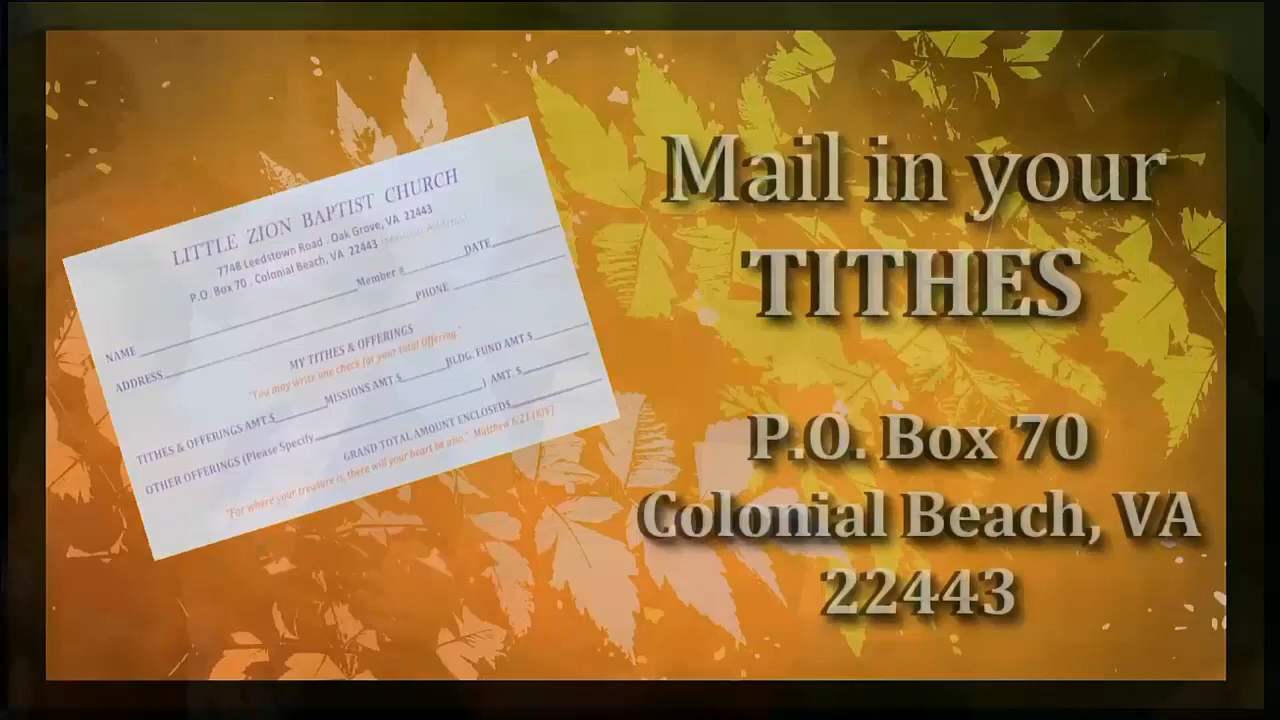 LITTLE ZION BAPTIST CHURCH
7748 Leedstown Road . Oak Grove, VA 22443
P.O. Box 70 . Colonial Beach, VA 22443 (Mailing Address)
NAME Member # DATE
ADDRESS PHONE
MY TITHES & OFFERINGS
"You may write one check for your total offering."
TITHES & OFFERINGS AMT $ MISSIONS AMT $ BLDG. FUND AMT $
OTHER OFFERINGS (Please Specify ) AMT. $
GRAND TOTAL AMOUNT ENCLOSED$
"For where your treasure is, there will your heart be also." Matthew 6:21 [KJV]
Mail in your
TITHES
P.O. Box 70
Colonial Beach, VA
22443